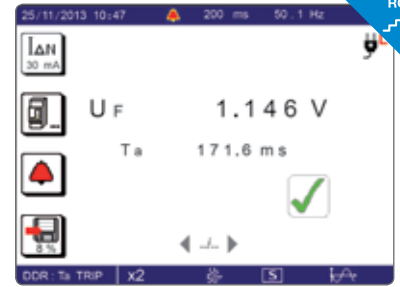 25/11/2013 10:47 200 ms 50.1 Hz
IΔN
30 mA
UF 1.146 V
Ta 171.6 ms
8 %
-/--
DDR: Ta TRIP x2 S